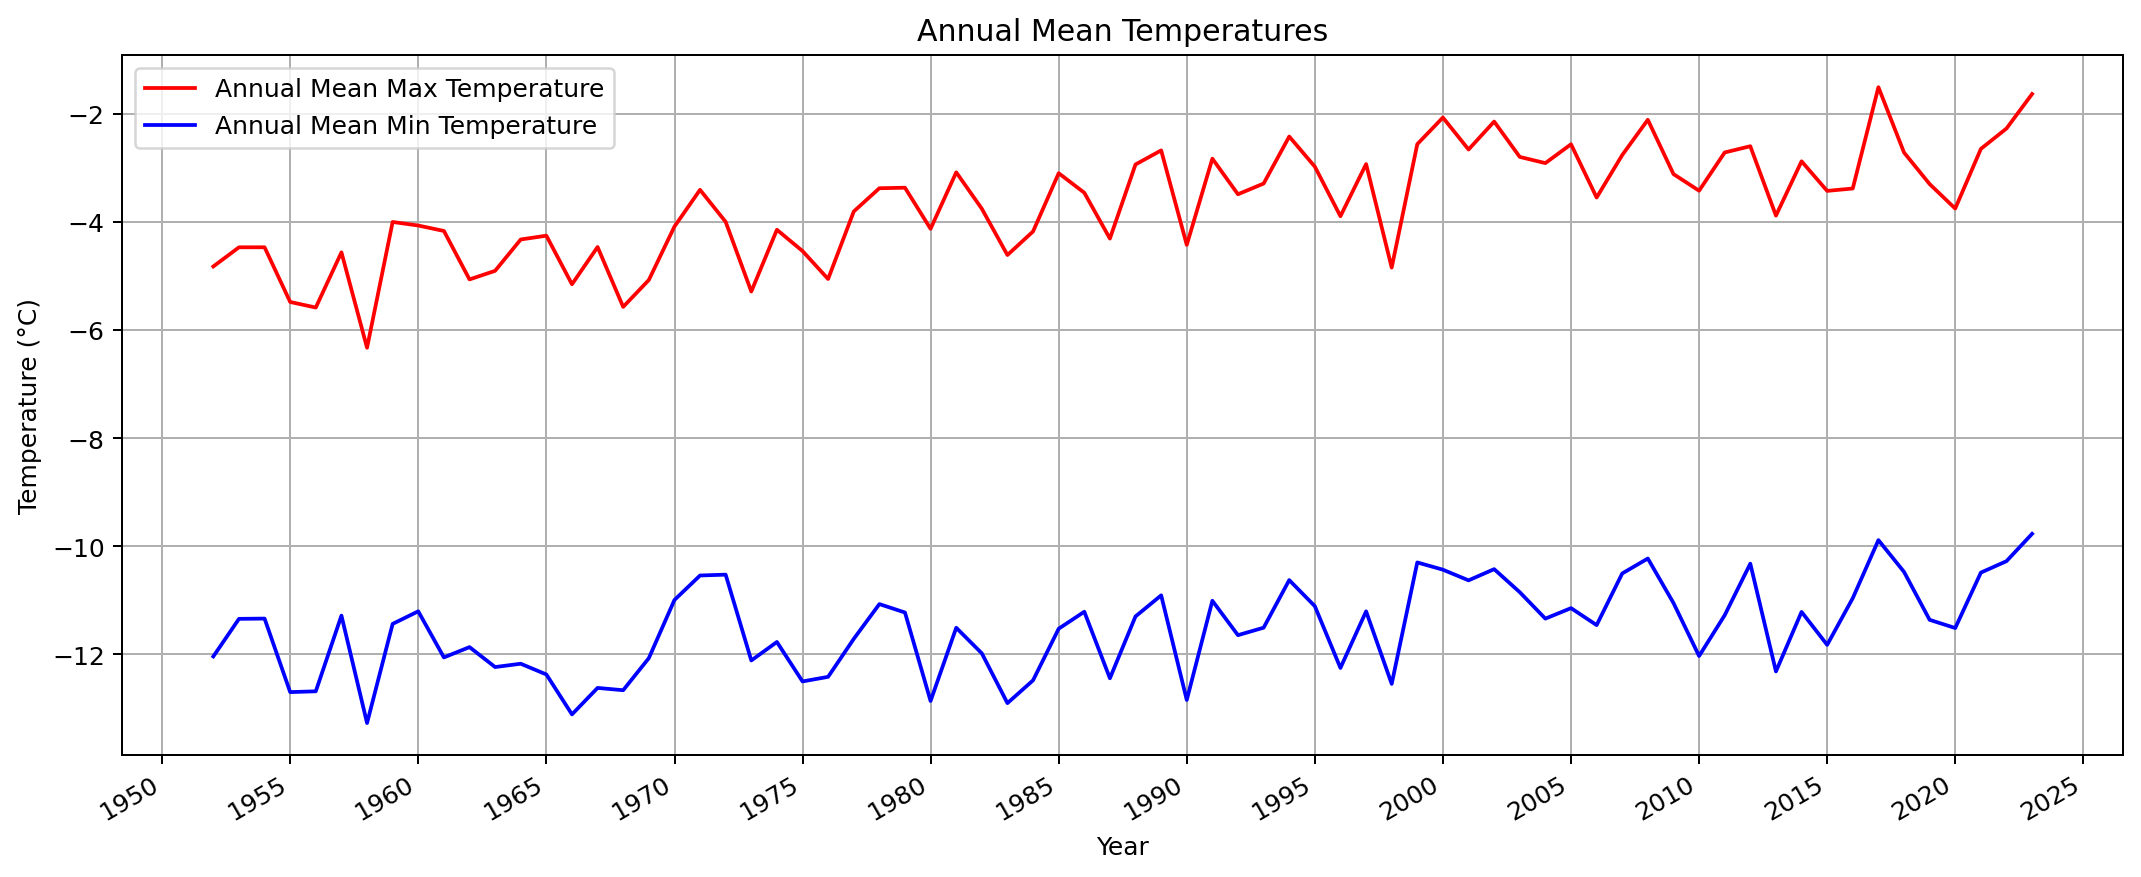 Annual Mean Temperatures
Annual Mean Max Temperature
Annual Mean Min Temperature
Temperature (°C)
−2
−4
−6
−8
−10
−12
1950 1955 1960 1965 1970 1975 1980 1985 1990 1995 2000 2005 2010 2015 2020 2025
Year